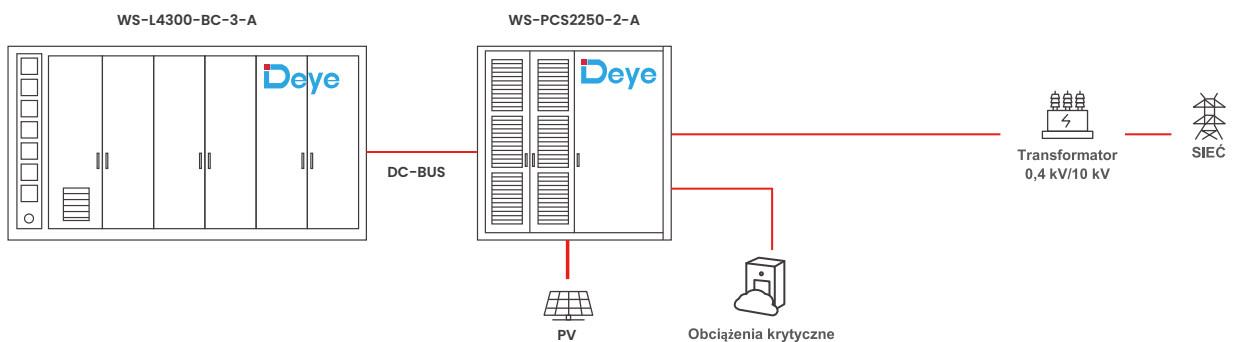 WS-L4300-BC-3-A
WS-PCS2250-2-A
Deye
Deye
DC-BUS
Transformator
0,4 kV/10 kV
SIEĆ
PV
Obciążenia krytyczne